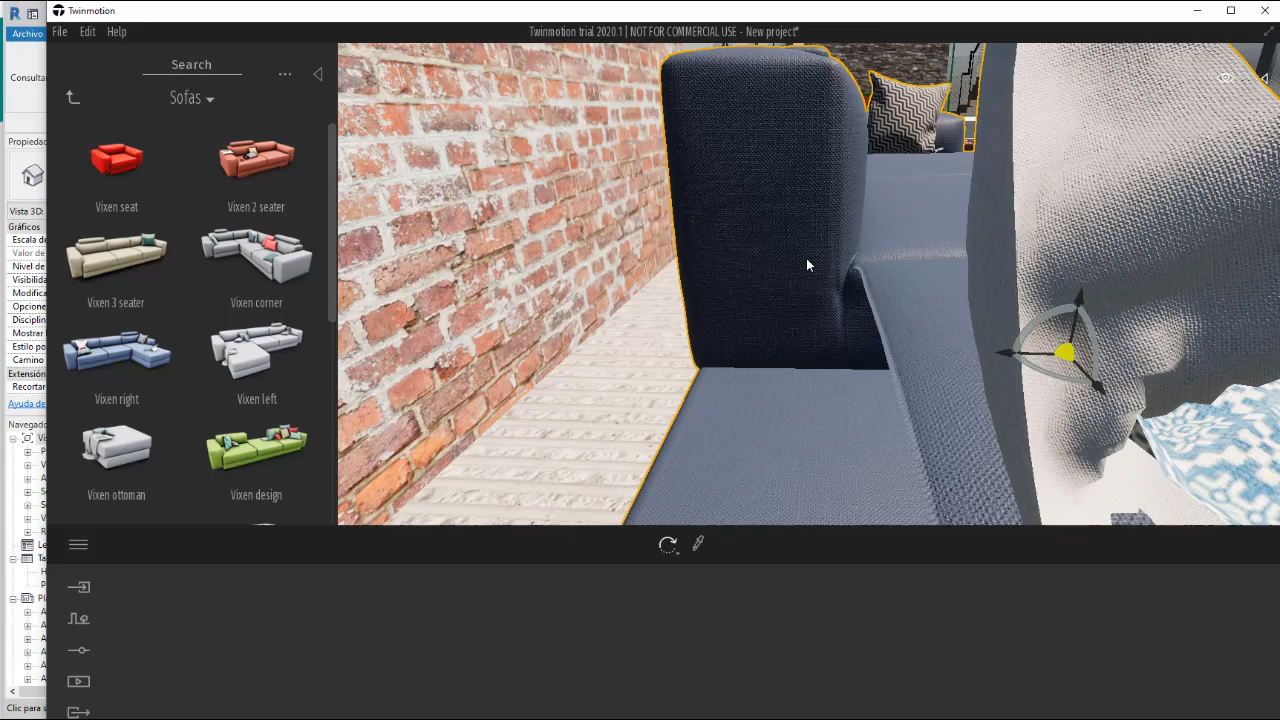 Twinmotion
File Edit Help
Twinmotion trial 2020.1 | NOT FOR COMMERCIAL USE - New project*
Archivo
Consulta
Propiedad
Vista 3D:
Gráficos
Escala de
Valor de
Nivel de
Visibilida
Modifica
Opcione
Disciplin
Mostrar
Estilo po
Camino
Extensión
Recortar
Ayuda de
Navegado
Clic para s
Search
Sofas
Vixen seat
Vixen 2 seater
Vixen 3 seater
Vixen corner
Vixen right
Vixen left
Vixen ottoman
Vixen design